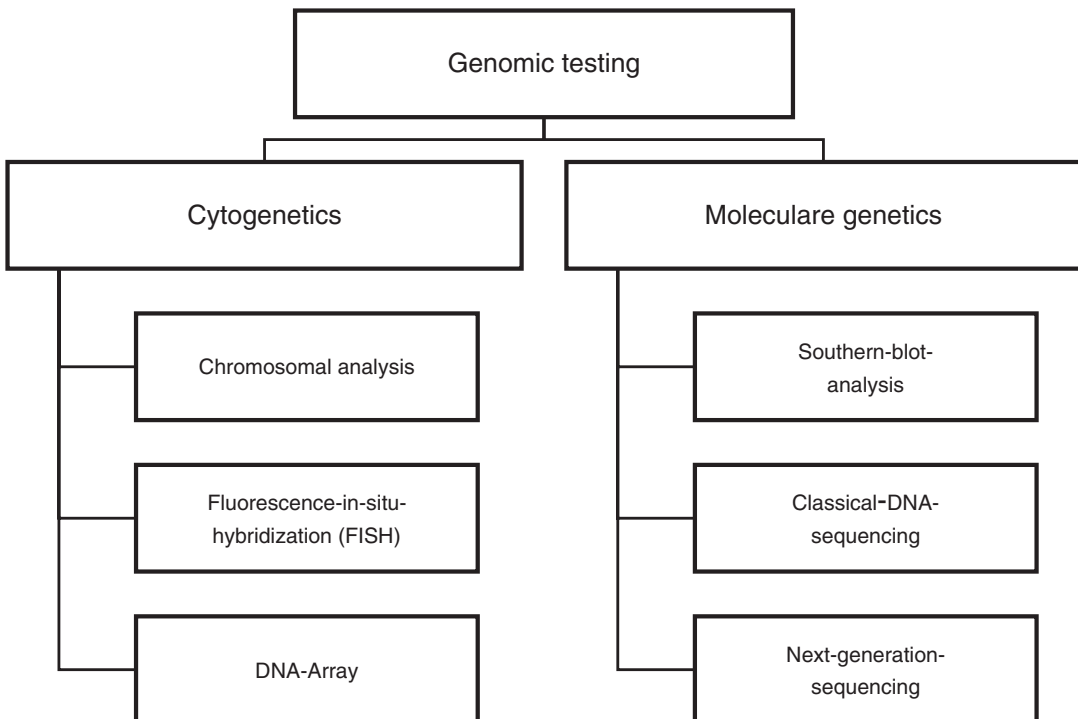 Genomic testing
Cytogenetics
Moleculare genetics
Chromosomal analysis
Southern-blot-
analysis
Fluorescence-in-situ-
hybridization (FISH)
Classical-DNA-
sequencing
DNA-Array
Next-generation-
sequencing